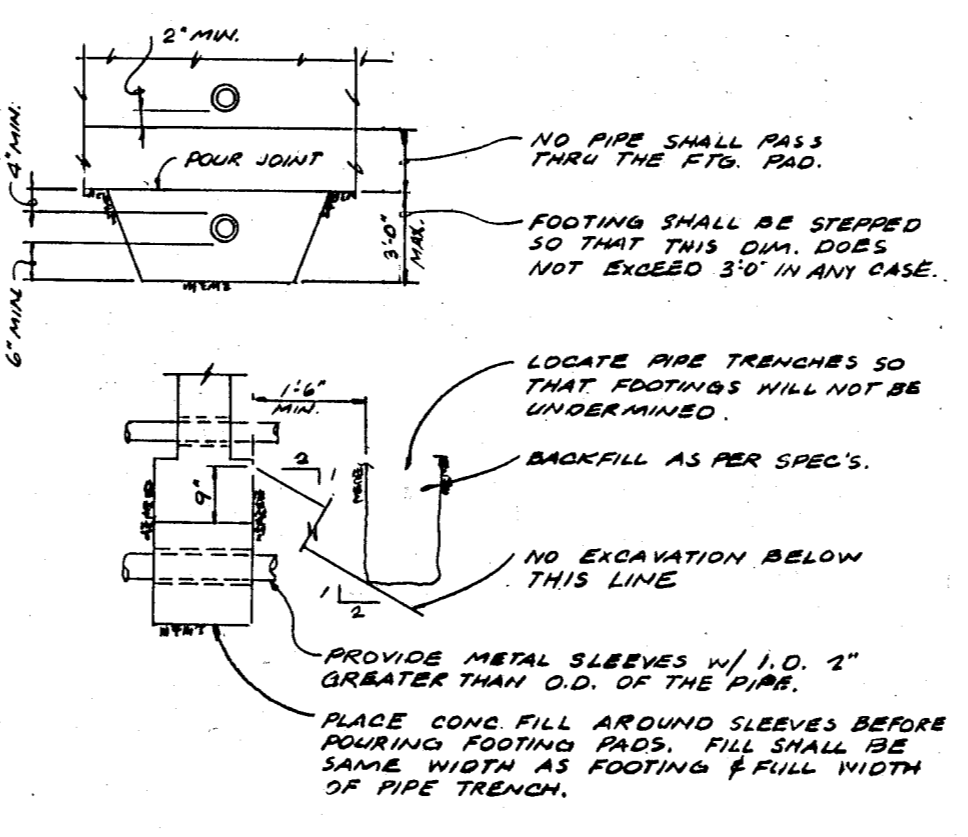 2" MIN.
4" MIN.
POUR JOINT
6" MIN
3'-0"
MAX.
NO PIPE SHALL PASS
THRU THE FTG. PAD.
FOOTING SHALL BE STEPPED
SO THAT THIS DIM. DOES
NOT EXCEED 3'-0" IN ANY CASE.
1'-6"
MIN.
LOCATE PIPE TRENCHES SO
THAT FOOTINGS WILL NOT BE
UNDERMINED.
2
1
9"
BACKFILL AS PER SPEC'S.
NO EXCAVATION BELOW
THIS LINE
1
2
PROVIDE METAL SLEEVES W/ I.D. 2"
GREATER THAN O.D. OF THE PIPE.
PLACE CONC. FILL AROUND SLEEVES BEFORE
POURING FOOTING PADS. FILL SHALL BE
SAME WIDTH AS FOOTING & FULL WIDTH
OF PIPE TRENCH.